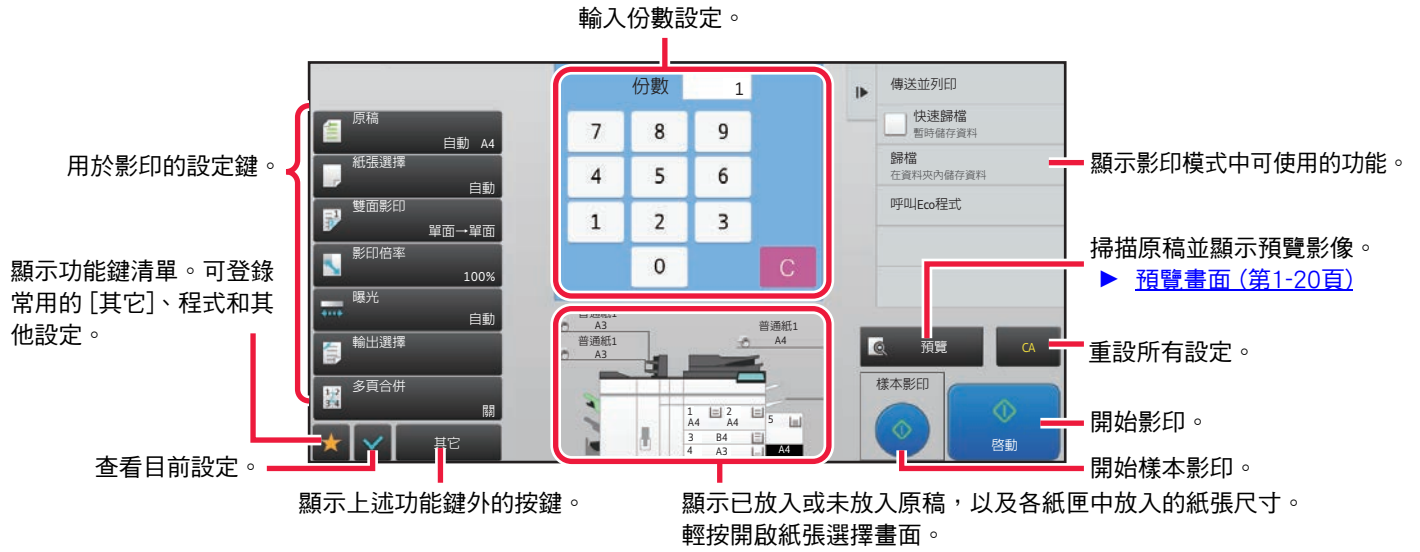 輸入份數設定。
用於影印的設定鍵。
顯示功能鍵清單。可登錄
常用的 [其它]、程式和其
他設定。
查看目前設定。
原稿
自動 A4
紙張選擇
自動
雙面影印
單面→單面
影印倍率
100%
曝光
自動
輸出選擇
多頁合併
關
其它
顯示上述功能鍵外的按鍵。
份數 1
7 8 9
4 5 6
1 2 3
0 C
普通紙1
A3
普通紙1
A3
普通紙1
A4
1 2
A4 A4
3 B4
4 A3
5
A4
顯示已放入或未放入原稿，以及各紙匣中放入的紙張尺寸。
輕按開啟紙張選擇畫面。
傳送並列印
快速歸檔
暫時儲存資料
歸檔
在資料夾內儲存資料
呼叫Eco程式
預覽
CA
樣本影印
啓動
顯示影印模式中可使用的功能。
掃描原稿並顯示預覽影像。
► 預覽畫面 (第1-20頁)
重設所有設定。
開始影印。
開始樣本影印。